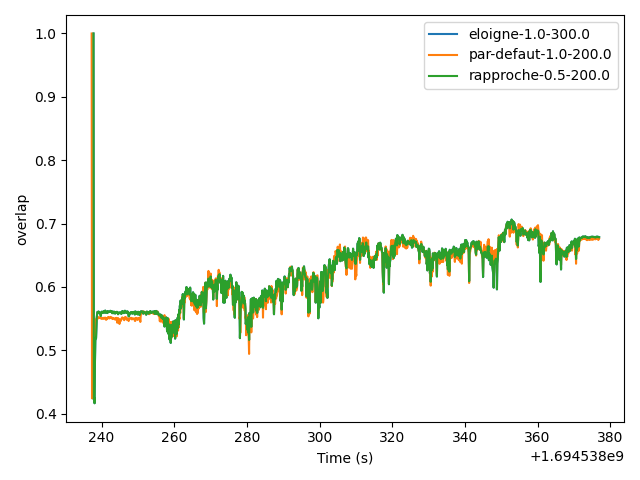 eloigne-1.0-300.0
par-defaut-1.0-200.0
rapproche-0.5-200.0
overlap
1.0
0.9
0.8
0.7
0.6
0.5
0.4
240 260 280 300 320 340 360 380
Time (s)
+1.694538e9